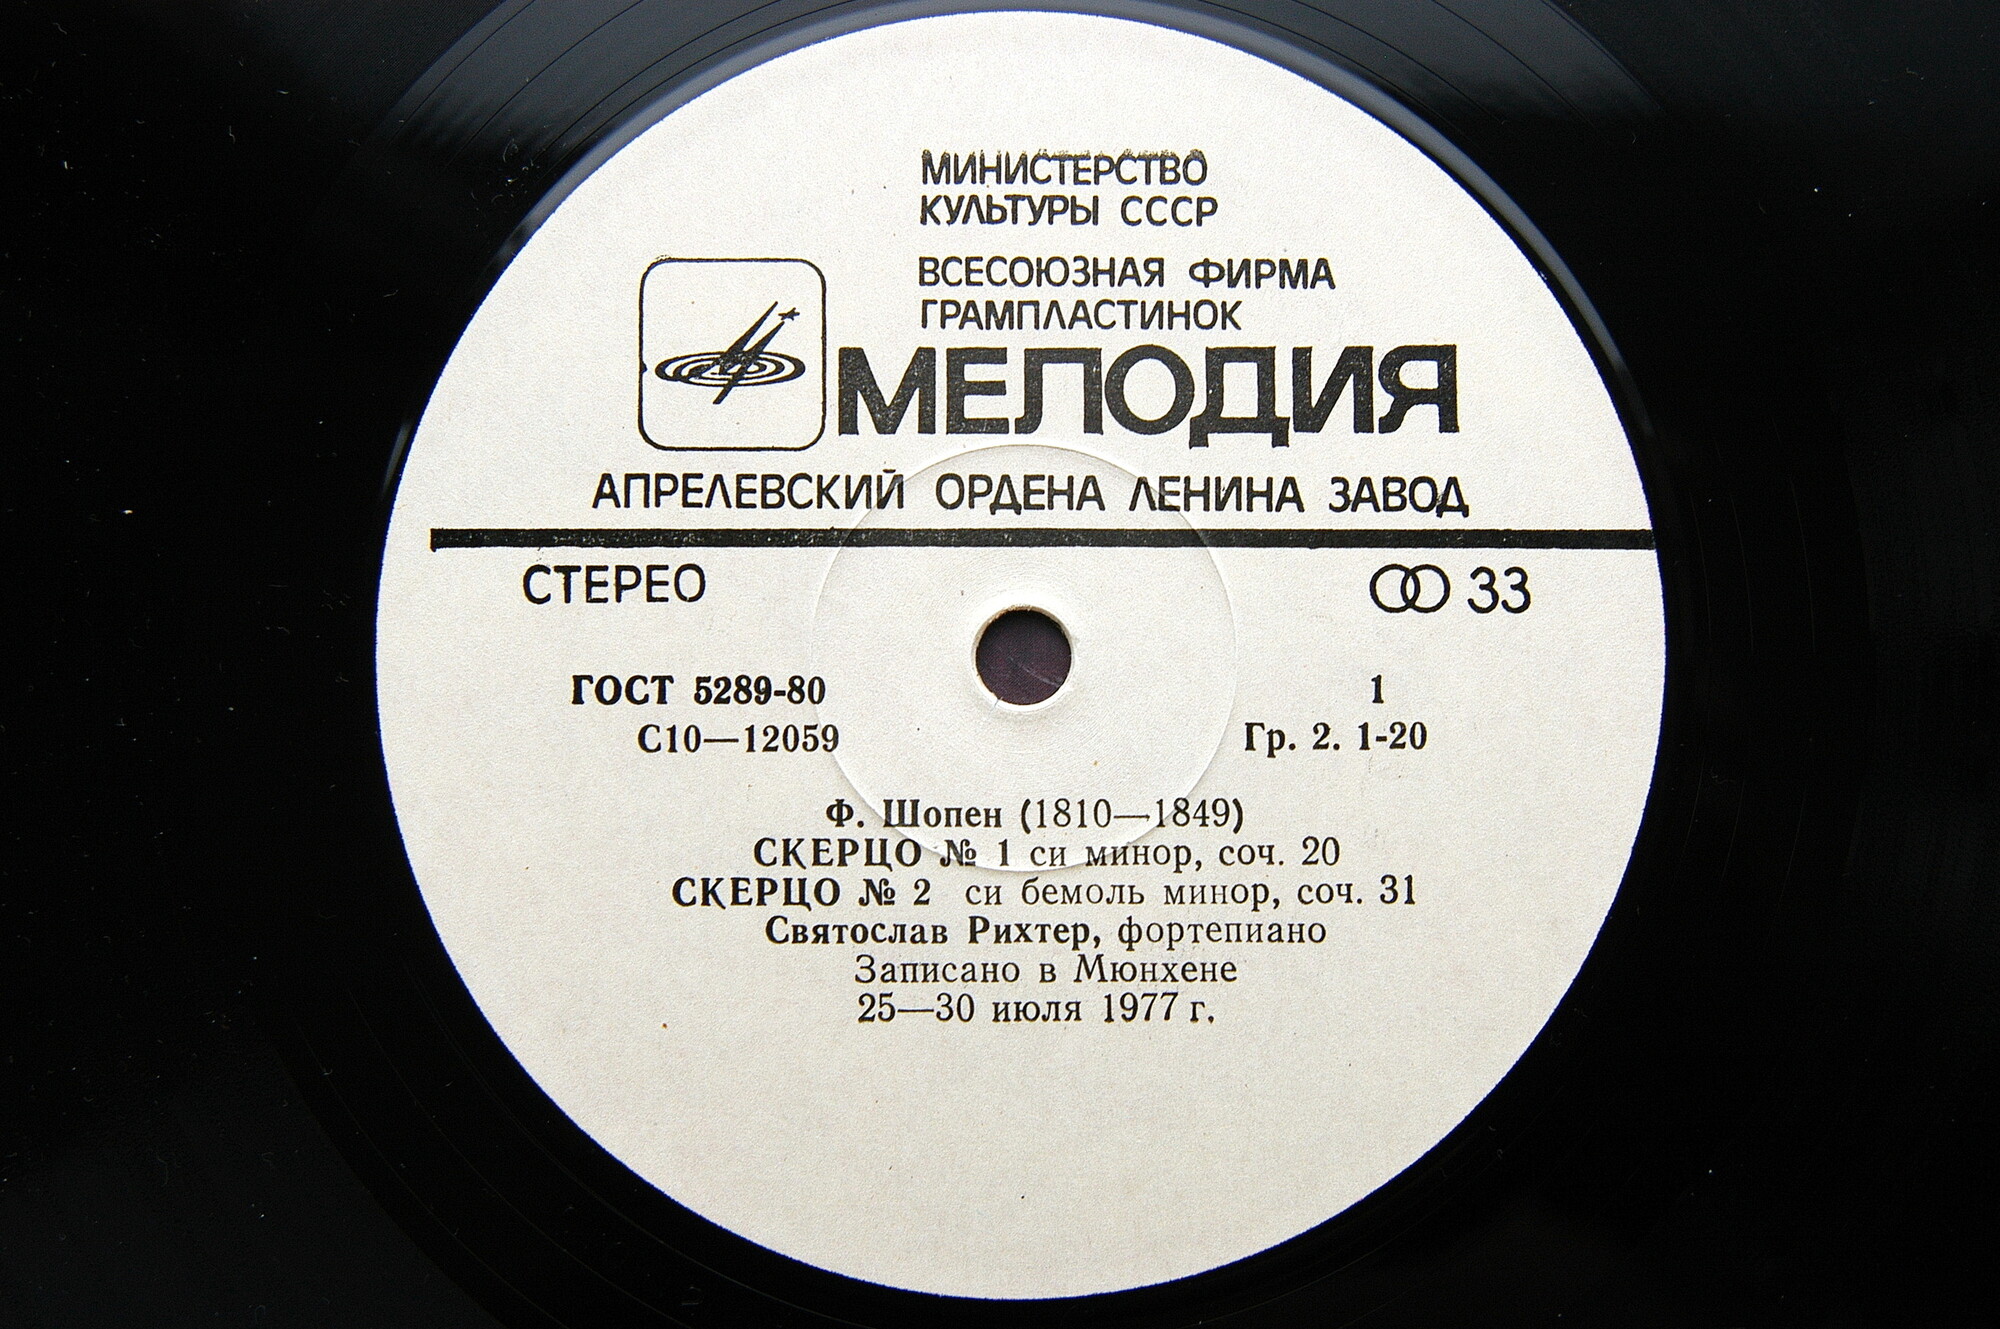 МИНИСТЕРСТВО
КУЛЬТУРЫ СССР
ВСЕСОЮЗНАЯ ФИРМА
ГРАМПЛАСТИНОК
МЕЛОДИЯ
АПРЕЛЕВСКИЙ ОРДЕНА ЛЕНИНА ЗАВОД
СТЕРЕО 33
ГОСТ 5289-80 1
С10—12059 Гр. 2. 1-20
Ф. Шопен (1810—1849)
СКЕРЦО № 1 си минор, соч. 20
СКЕРЦО № 2 си бемоль минор, соч. 31
Святослав Рихтер, фортепиано
Записано в Мюнхене
25—30 июля 1977 г.